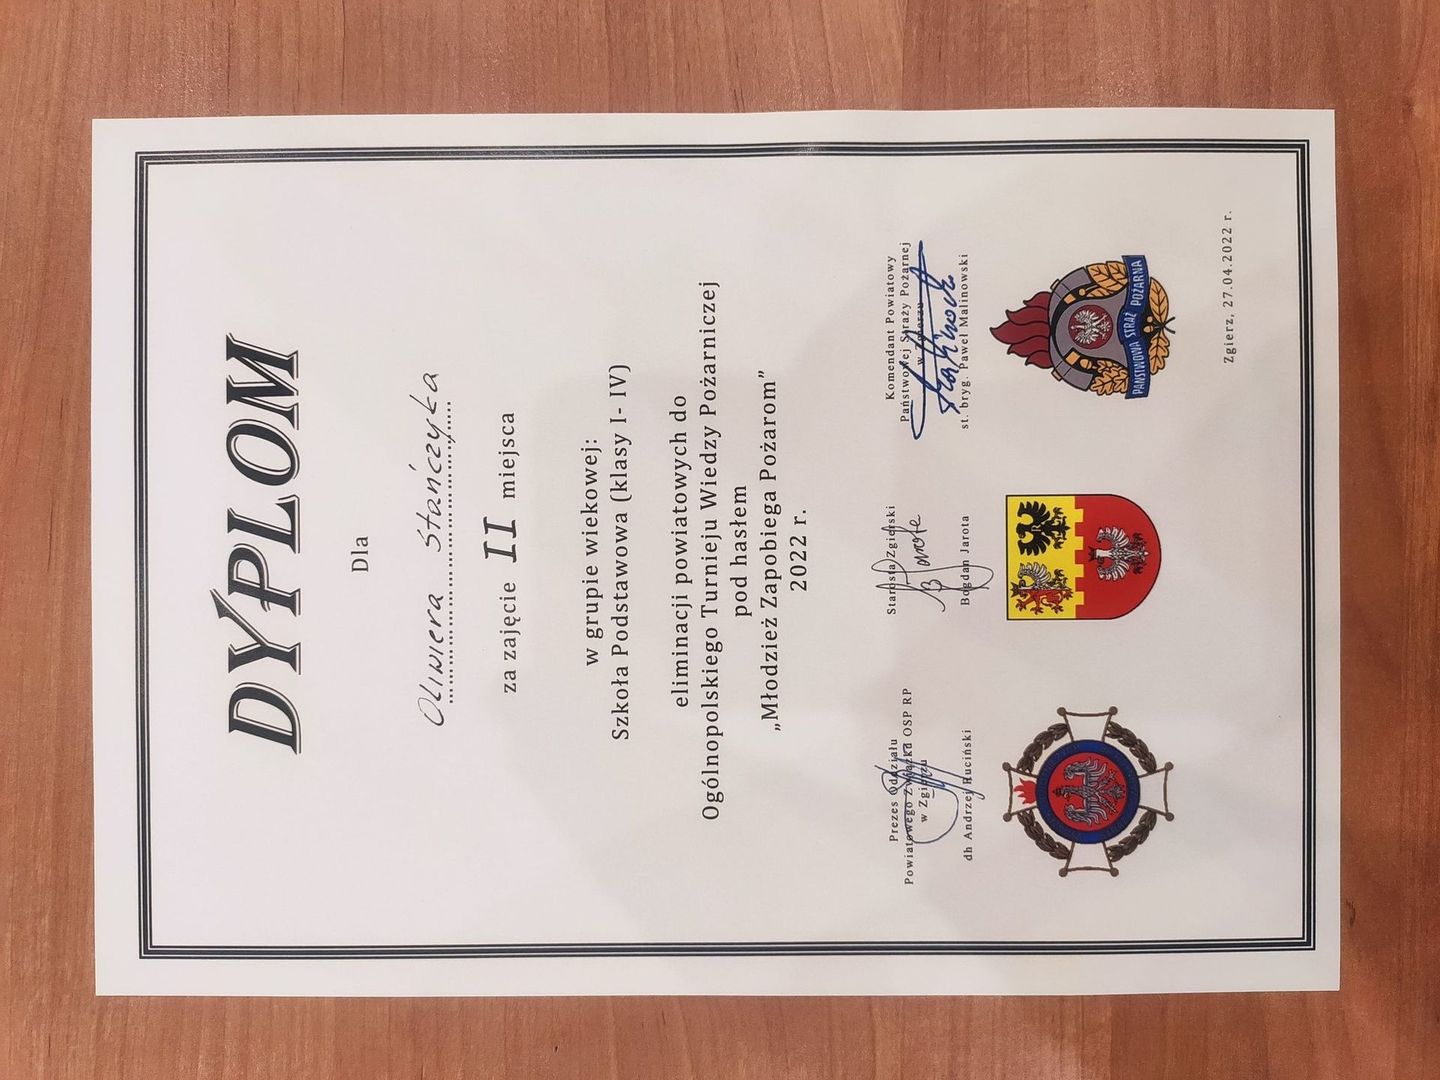 DYPLOM
Dla
Oliwiera Stańczyka
za zajęcie II miejsca
w grupie wiekowej:
Szkoła Podstawowa (klasy I- IV)
eliminacji powiatowych do
Ogólnopolskiego Turnieju Wiedzy Pożarniczej
pod hasłem
„Młodzież Zapobiega Pożarom”
2022 r.
Prezes Oddziału
Powiatowego Związku OSP RP
w Zgierzu
dh Andrzej Ruciński
Starosta Zgierski
B Jarota
Bogdan Jarota
Komendant Powiatowy
Państwowej Straży Pożarnej
w Zgierzu
st. bryg. Paweł Malinowski
PAŃSTWOWA STRAŻ POŻARNA
Zgierz, 27.04.2022 r.